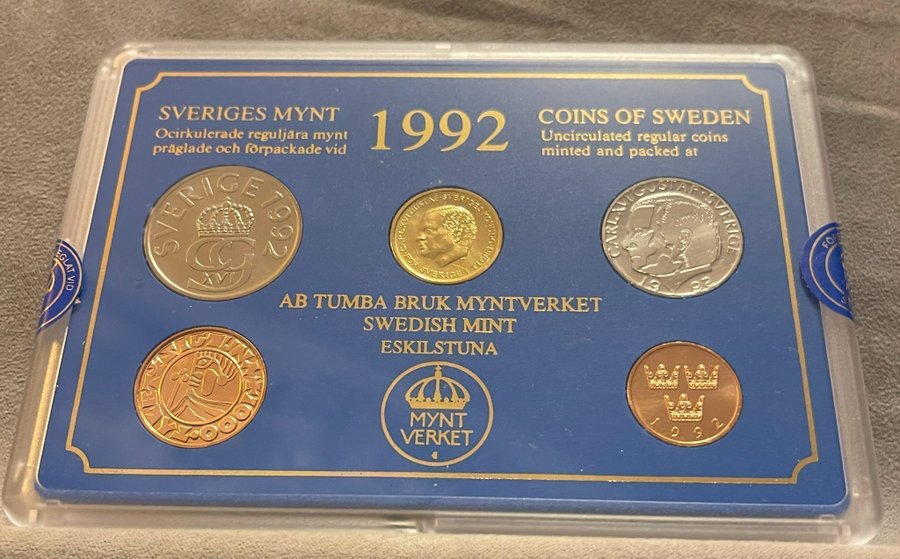 SVERIGES MYNT
Ocirkulerade reguljära mynt
präglade och förpackade vid
1992
COINS OF SWEDEN
Uncirculated regular coins
minted and packed at
SVERIGE 1992
XVI
CARL XVI GUSTAF SVERIGE
AB TUMBA BRUK MYNTVERKET
SWEDISH MINT
ESKILSTUNA
MYNT
VERKET
1992